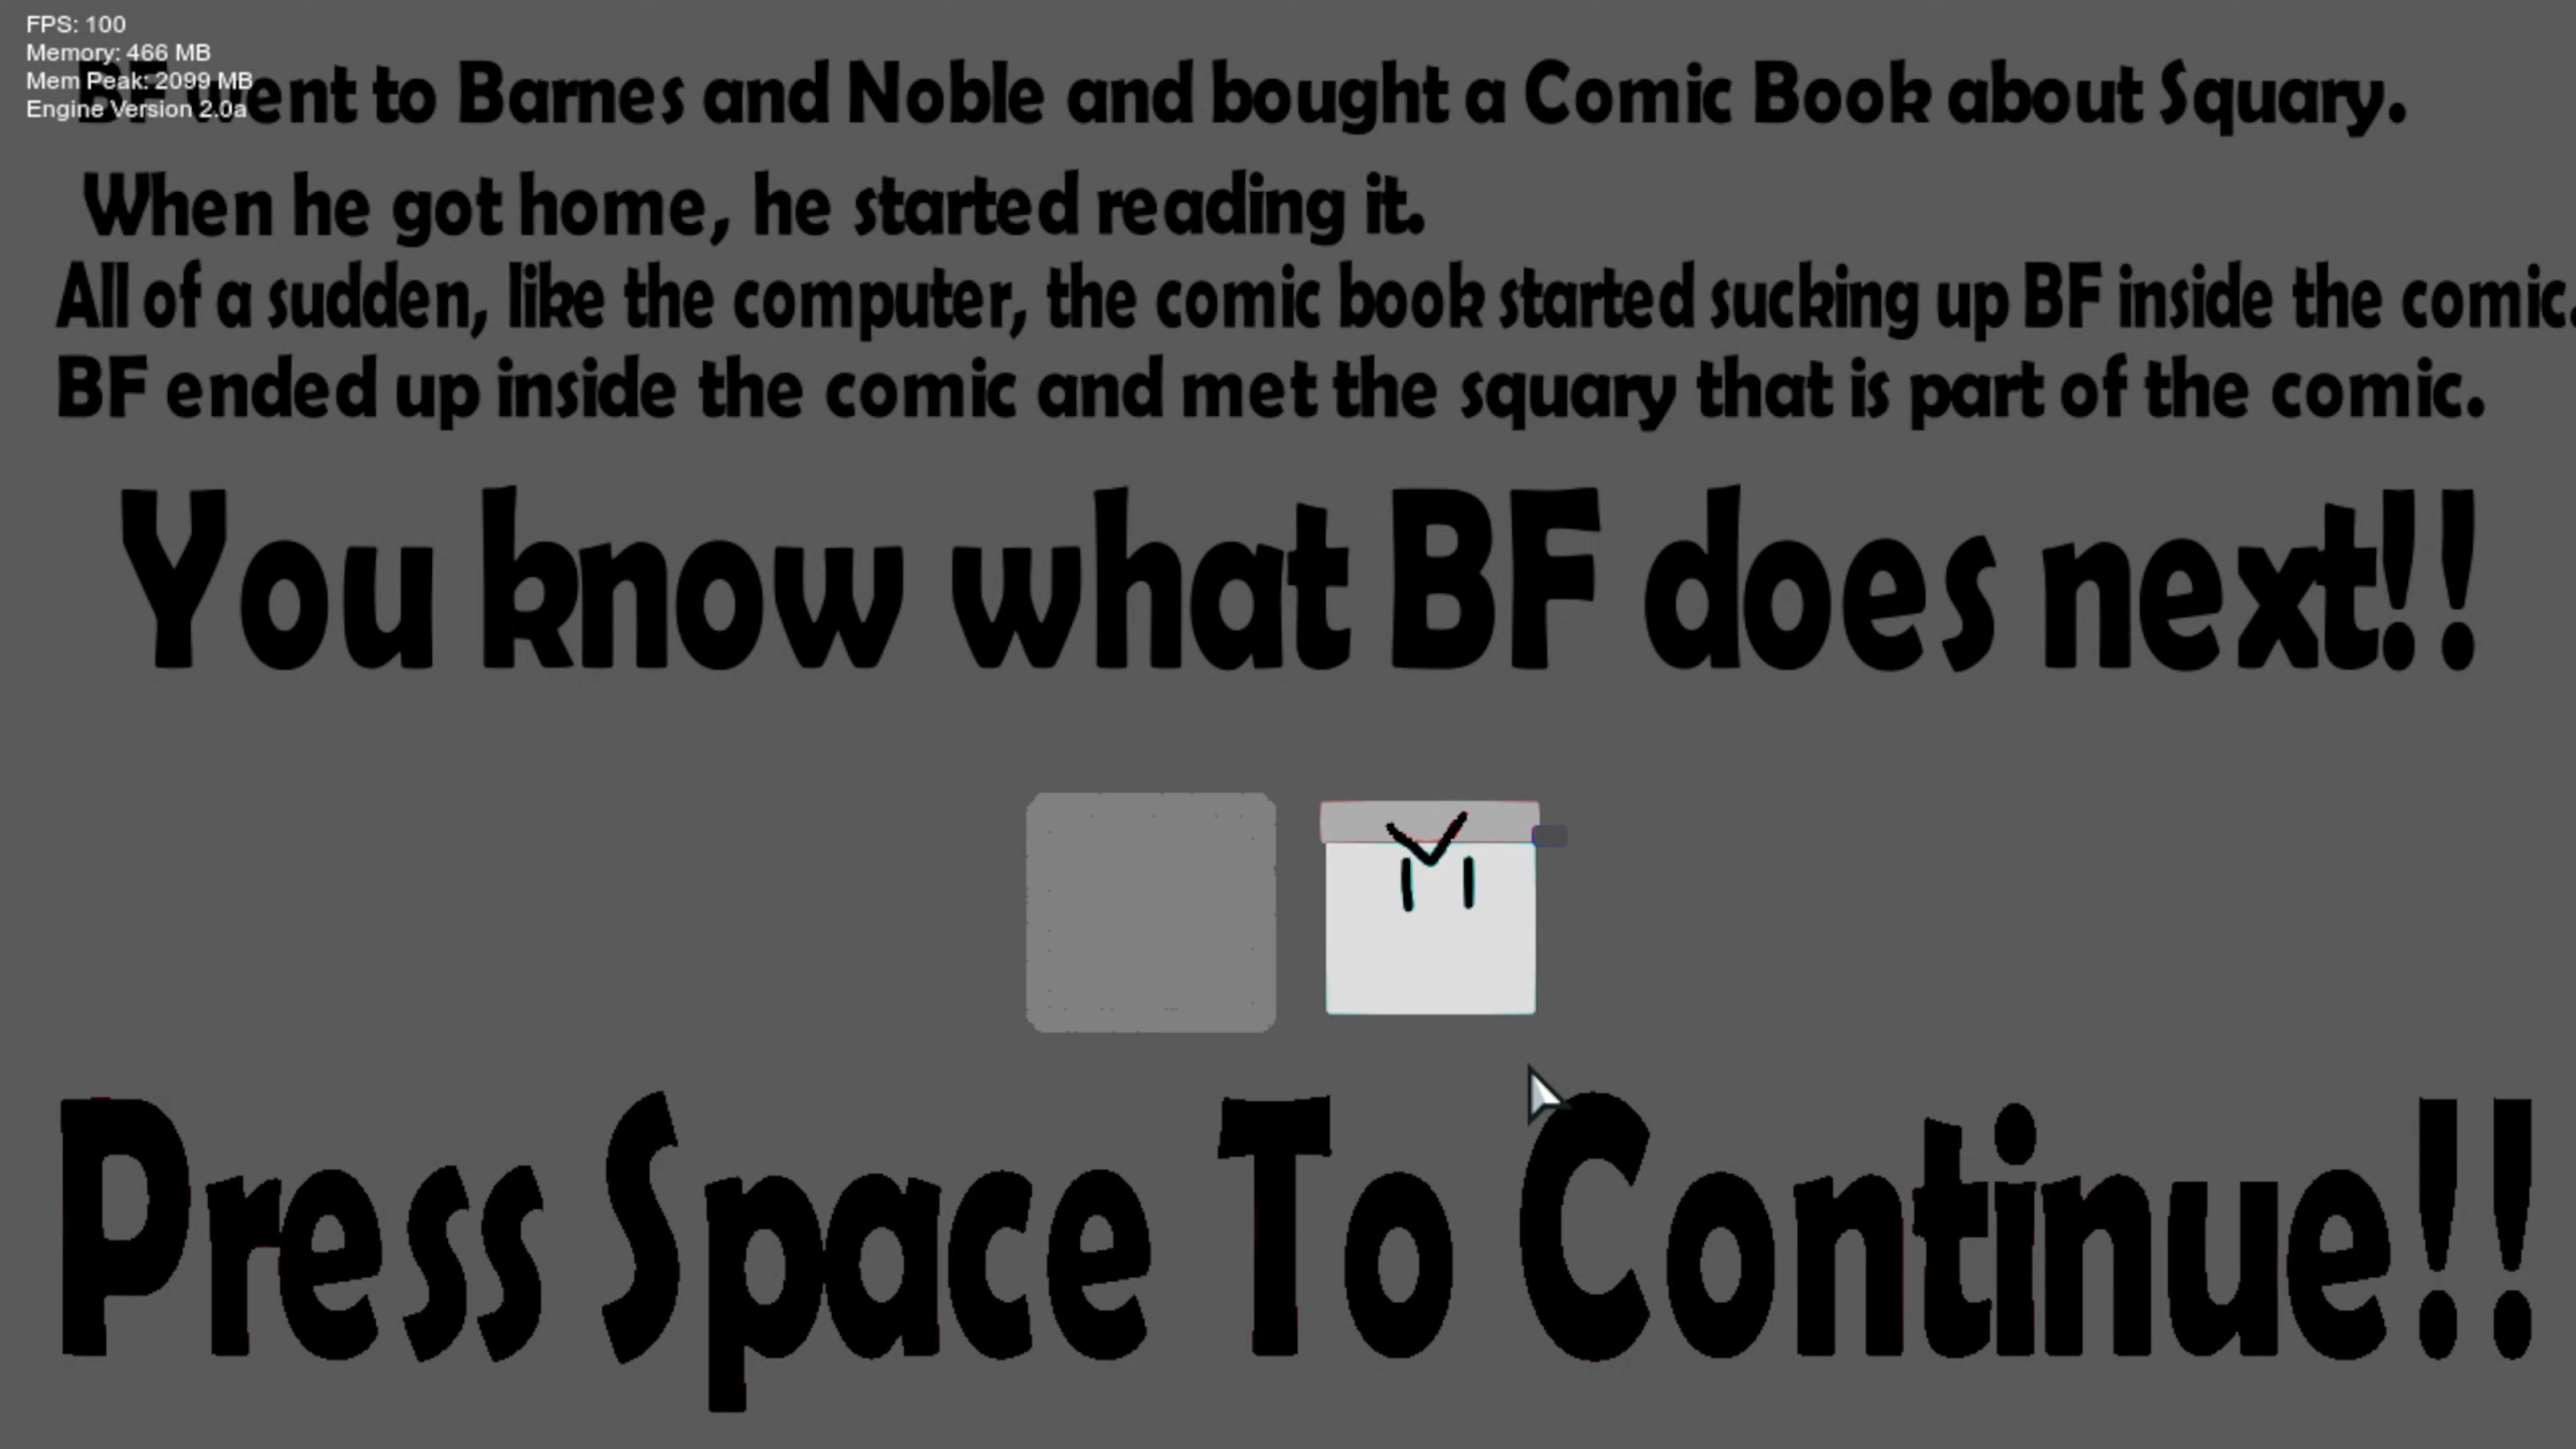 FPS: 100
Memory: 466 MB
Mem Peak: 2099 MB
Engine Version 2.0a
BF went to Barnes and Noble and bought a Comic Book about Squary.
When he got home, he started reading it.
All of a sudden, like the computer, the comic book started sucking up BF inside the comic.
BF ended up inside the comic and met the squary that is part of the comic.
You know what BF does next!!
Press Space To Continue!!